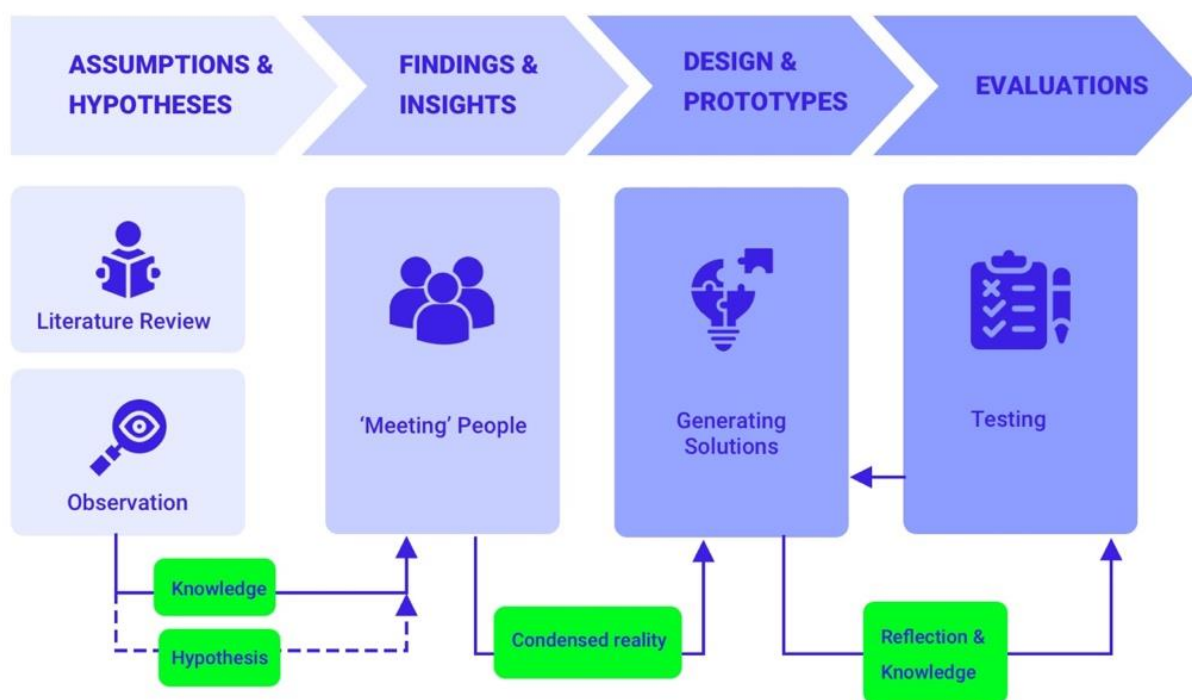 ASSUMPTIONS &
HYPOTHESES
FINDINGS &
INSIGHTS
DESIGN &
PROTOTYPES
EVALUATIONS
Literature Review
Observation
‘Meeting’ People
Generating
Solutions
Testing
Knowledge
Hypothesis
Condensed reality
Reflection &
Knowledge